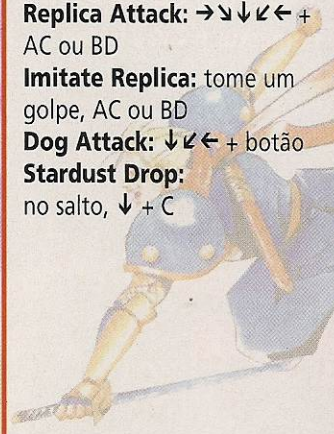 Replica Attack: →↘↓↙← +
AC ou BD
Imitate Replica: tome um
golpe, AC ou BD
Dog Attack: ↓↙← + botão
Stardust Drop:
no salto, ↓ + C